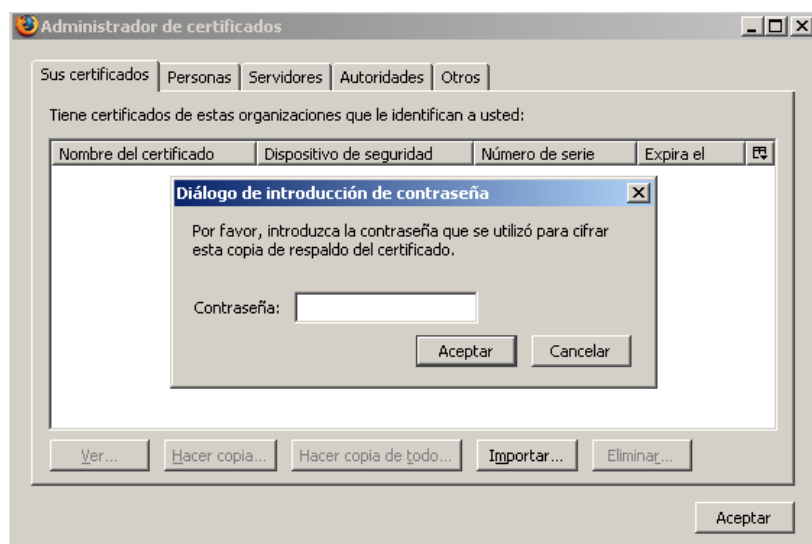 Administrador de certificados
Sus certificados Personas Servidores Autoridades Otros
Tiene certificados de estas organizaciones que le identifican a usted:
Nombre del certificado Dispositivo de seguridad Número de serie Expira el
Diálogo de introducción de contraseña
Por favor, introduzca la contraseña que se utilizó para cifrar
esta copia de respaldo del certificado.
Contraseña:
Aceptar Cancelar
Ver... Hacer copia... Hacer copia de todo... Importar... Eliminar...
Aceptar